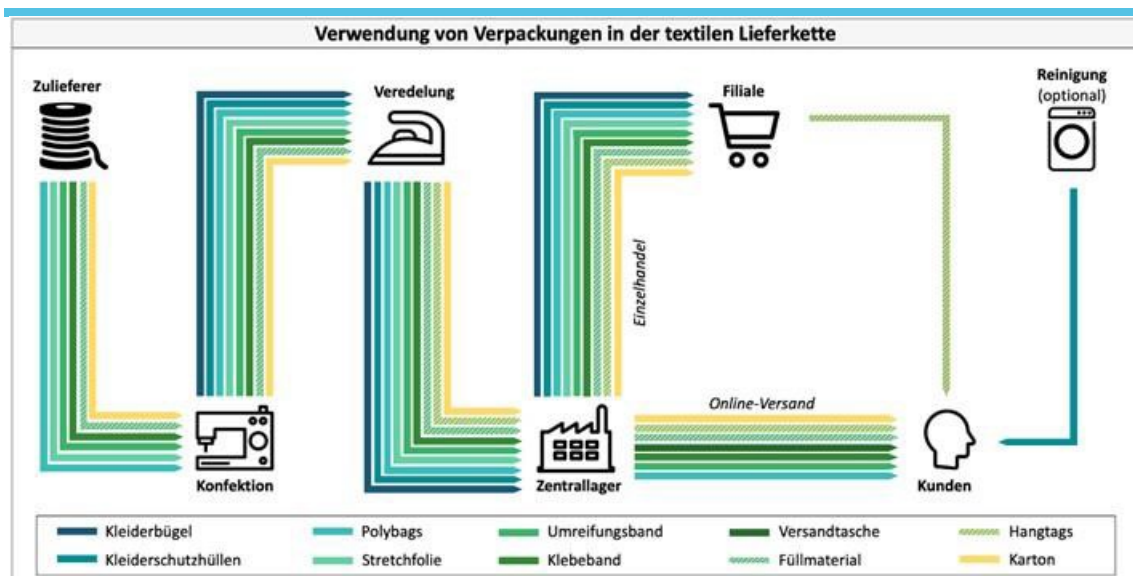 Verwendung von Verpackungen in der textilen Lieferkette
Zulieferer
Veredelung
Filiale
Reinigung
(optional)
Einzelhandel
Online-Versand
Konfektion
Zentrallager
Kunden
Kleiderbügel
Polybags
Umreifungsband
Versandtasche
Hangtags
Kleiderschutzhüllen
Stretchfolie
Klebeband
Füllmaterial
Karton